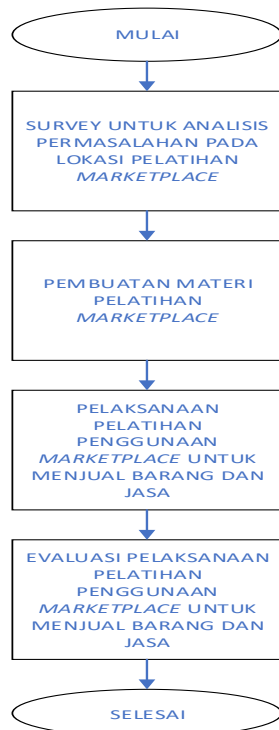 MULAI
SURVEY UNTUK ANALISIS
PERMASALAHAN PADA
LOKASI PELATIHAN
MARKETPLACE
PEMBUATAN MATERI
PELATIHAN
MARKETPLACE
PELAKSANAAN
PELATIHAN
PENGGUNAAN
MARKETPLACE UNTUK
MENJUAL BARANG DAN
JASA
EVALUASI PELAKSANAAN
PELATIHAN
PENGGUNAAN
MARKETPLACE UNTUK
MENJUAL BARANG DAN
JASA
SELESAI